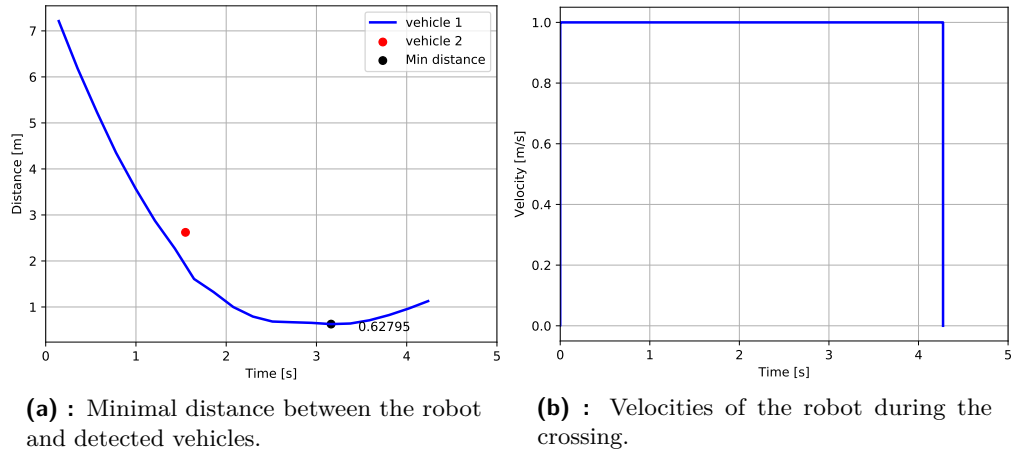 7
6
5
4
3
2
1
Distance [m]
vehicle 1
vehicle 2
Min distance
0.62795
0 1 2 3 4 5
Time [s]
1.0
0.8
0.6
0.4
0.2
0.0
Velocity [m/s]
0 1 2 3 4 5
Time [s]
(a) : Minimal distance between the robot
and detected vehicles.
(b) : Velocities of the robot during the
crossing.